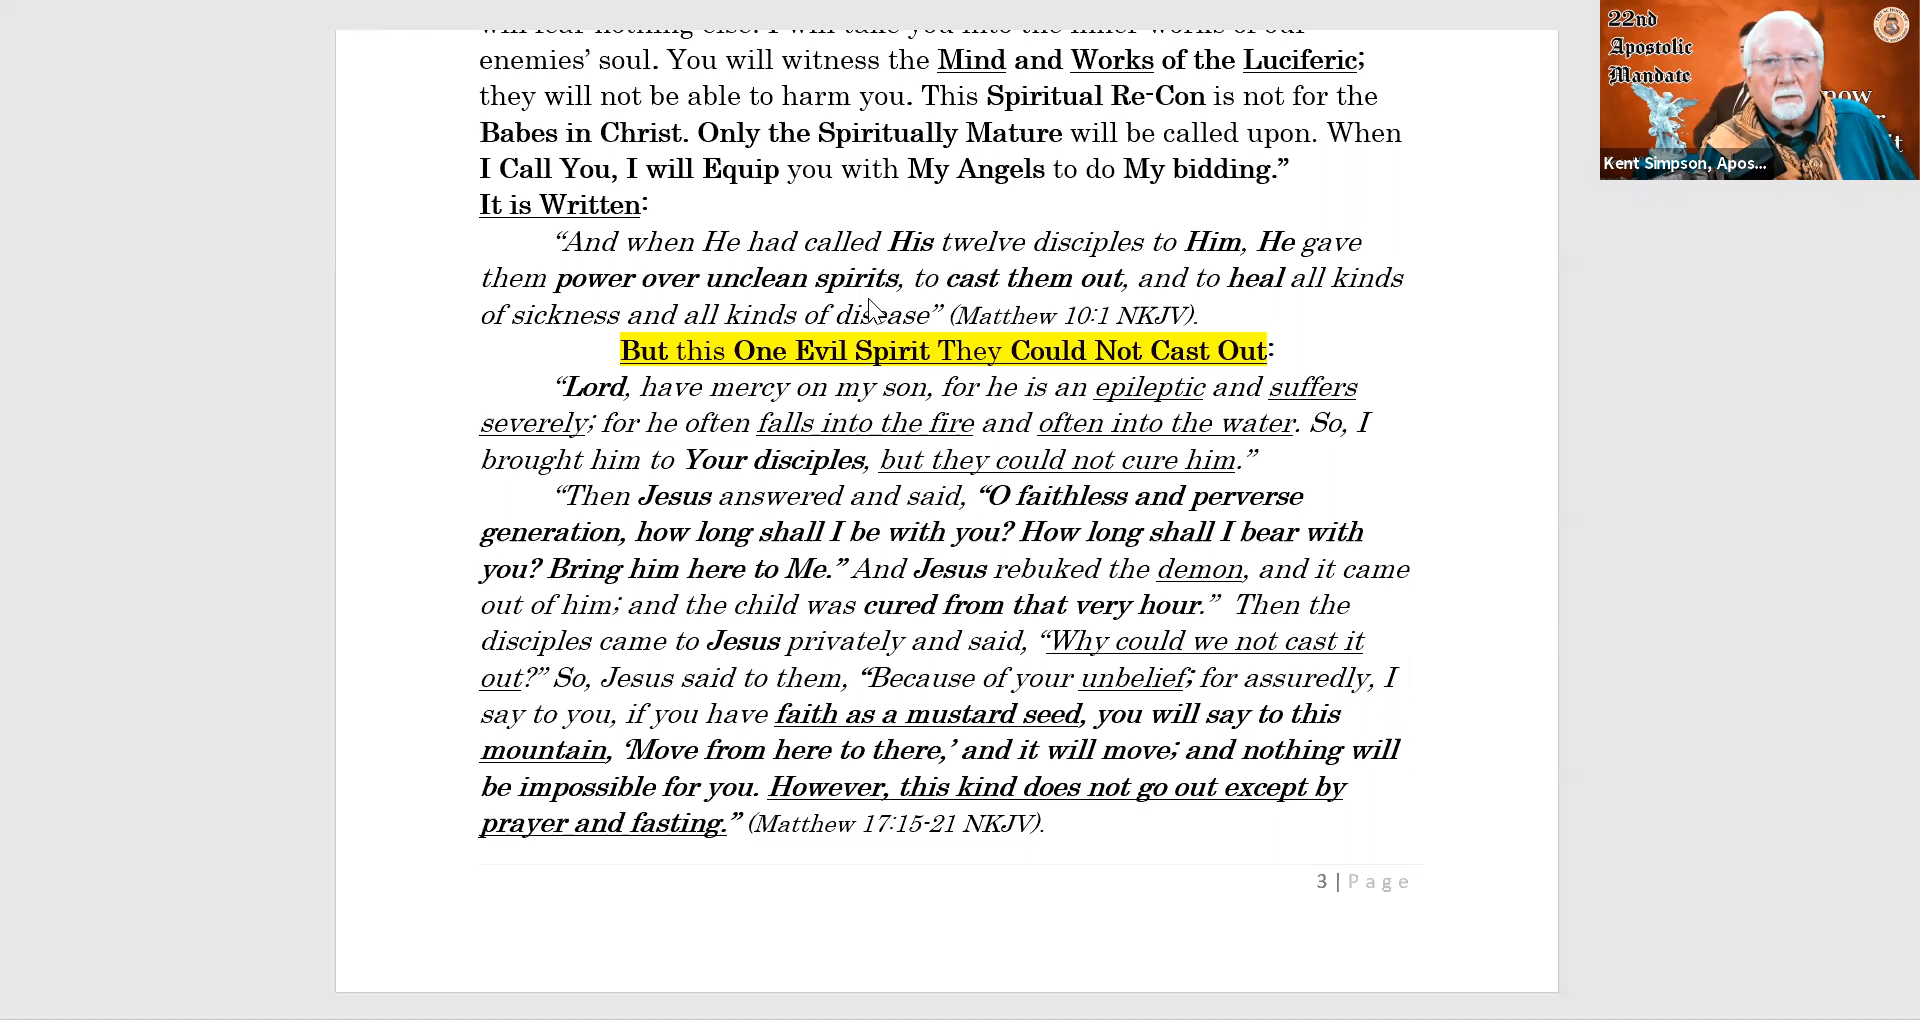 will fear nothing else. I will take you into the inner works of our
enemies’ soul. You will witness the Mind and Works of the Luciferic;
they will not be able to harm you. This Spiritual Re-Con is not for the
Babes in Christ. Only the Spiritually Mature will be called upon. When
I Call You, I will Equip you with My Angels to do My bidding.”
It is Written:
“And when He had called His twelve disciples to Him, He gave
them power over unclean spirits, to cast them out, and to heal all kinds
of sickness and all kinds of disease” (Matthew 10:1 NKJV).
But this One Evil Spirit They Could Not Cast Out:
“Lord, have mercy on my son, for he is an epileptic and suffers
severely; for he often falls into the fire and often into the water. So, I
brought him to Your disciples, but they could not cure him.”
“Then Jesus answered and said, “O faithless and perverse
generation, how long shall I be with you? How long shall I bear with
you? Bring him here to Me.” And Jesus rebuked the demon, and it came
out of him; and the child was cured from that very hour.” Then the
disciples came to Jesus privately and said, “Why could we not cast it
out?” So, Jesus said to them, “Because of your unbelief; for assuredly, I
say to you, if you have faith as a mustard seed, you will say to this
mountain, ‘Move from here to there,’ and it will move; and nothing will
be impossible for you. However, this kind does not go out except by
prayer and fasting.” (Matthew 17:15-21 NKJV).
3 | Page
22nd
Apostolic
Mandate
Kent Simpson, Apos...